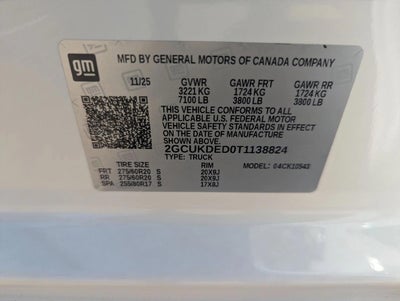 gm
MFD BY GENERAL MOTORS OF CANADA COMPANY
11/25 GVWR GAWR FRT GAWR RR
3221 KG 1724 KG 1724 KG
7100 LB 3800 LB 3800 LB
THIS VEHICLE CONFORMS TO ALL
APPLICABLE U.S. FEDERAL MOTOR
VEHICLE SAFETY STANDARDS IN EFFECT
ON THE DATE OF MANUFACTURE
SHOWN ABOVE.
2GCUKDED0T1138824
TYPE: TRUCK MODEL:
TIRE SIZE RIM
FRT 275/60R20 S 20X9J
RR 275/60R20 S 20X9J
SPA 255/80R17 S 17X8J